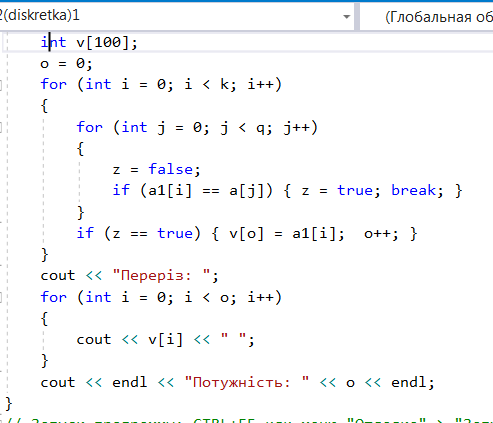 2(diskretka)1
(Глобальная об
int v[100];
o = 0;
for (int i = 0; i < k; i++)
{
for (int j = 0; j < q; j++)
{
z = false;
if (a1[i] == a[j]) { z = true; break; }
}
if (z == true) { v[o] = a1[i];  o++; }
}
cout << "Переріз: ";
for (int i = 0; i < o; i++)
{
cout << v[i] << " ";
}
cout << endl << "Потужність: " << o << endl;
}